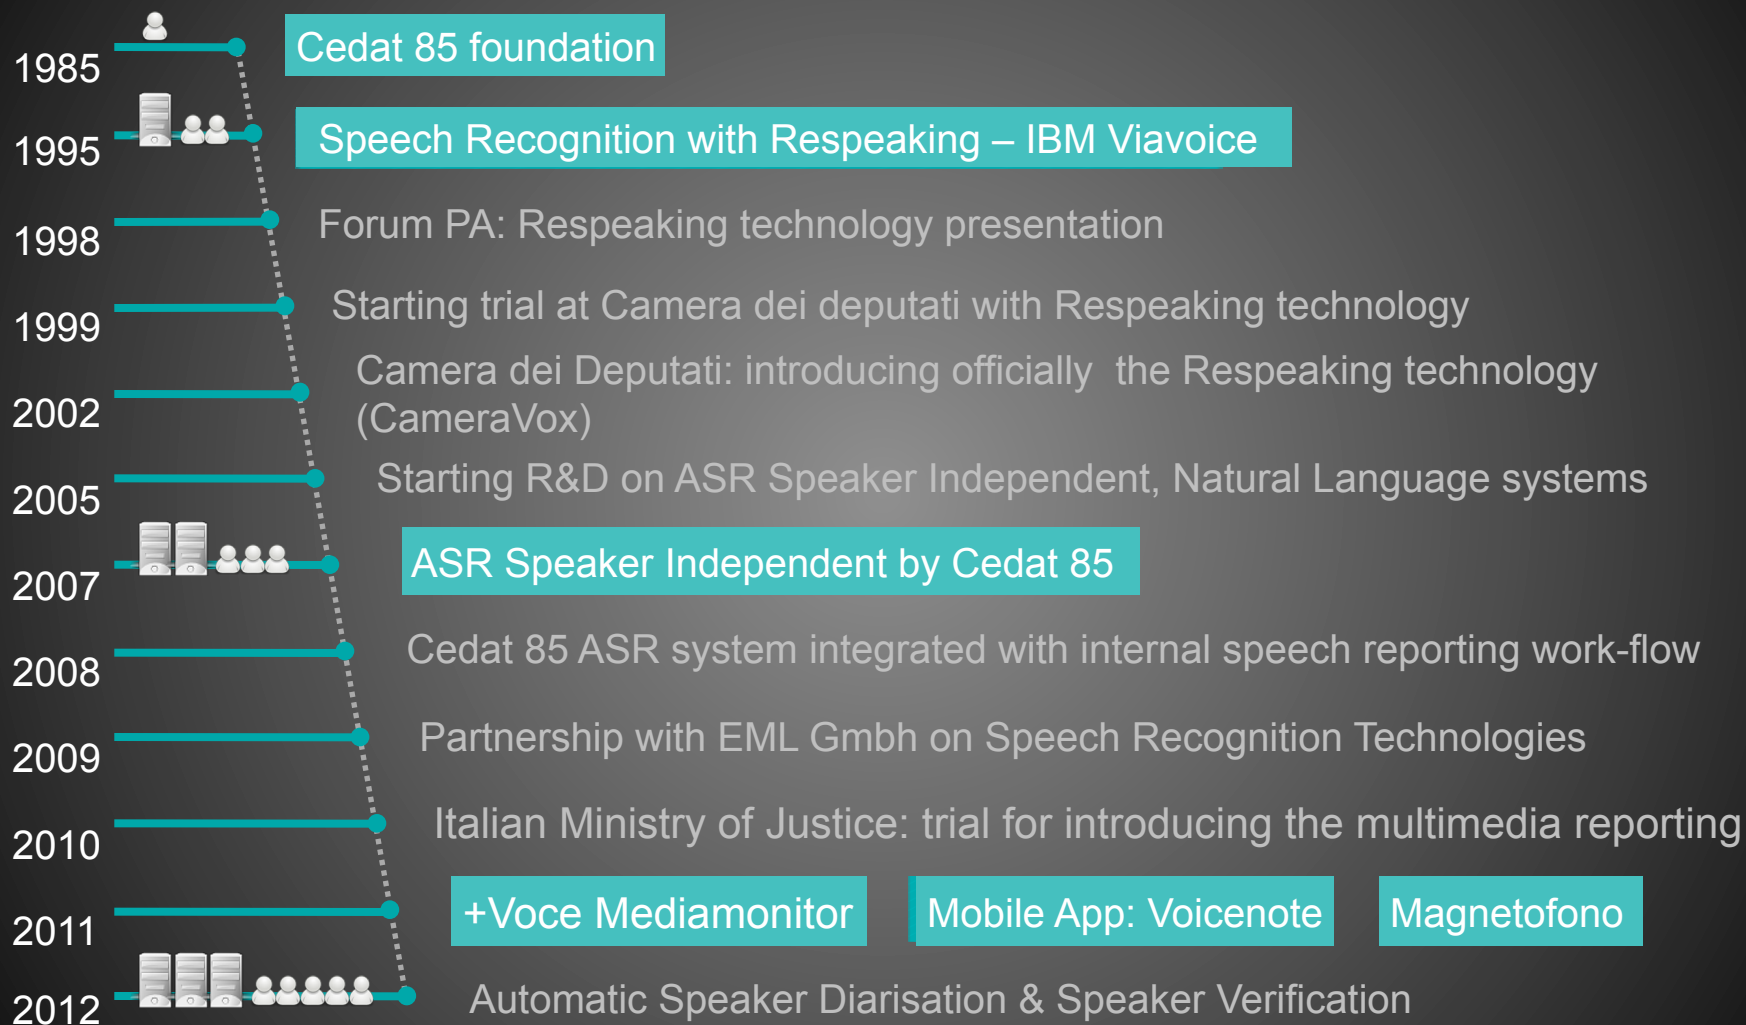 1985 Cedat 85 foundation
1995 Speech Recognition with Respeaking – IBM Viavoice
1998 Forum PA: Respeaking technology presentation
1999 Starting trial at Camera dei deputati with Respeaking technology
2002 Camera dei Deputati: introducing officially  the Respeaking technology
(CameraVox)
2005 Starting R&D on ASR Speaker Independent, Natural Language systems
2007 ASR Speaker Independent by Cedat 85
2008 Cedat 85 ASR system integrated with internal speech reporting work-flow
2009 Partnership with EML Gmbh on Speech Recognition Technologies
2010 Italian Ministry of Justice: trial for introducing the multimedia reporting
2011 +Voce Mediamonitor Mobile App: Voicenote Magnetofono
2012 Automatic Speaker Diarisation & Speaker Verification